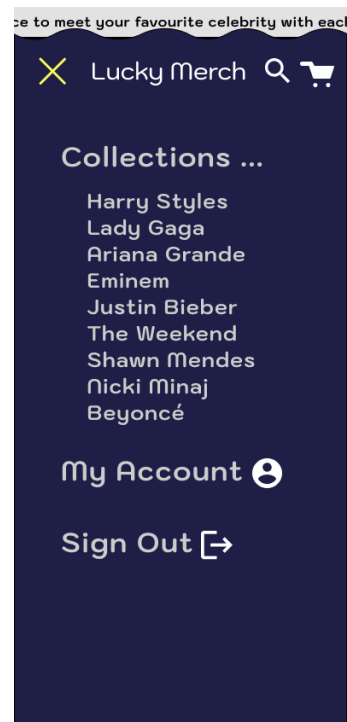 ce to meet your favourite celebrity with each
Lucky Merch
Collections ...
Harry Styles
Lady Gaga
Ariana Grande
Eminem
Justin Bieber
The Weekend
Shawn Mendes
Nicki Minaj
Beyoncé
My Account
Sign Out